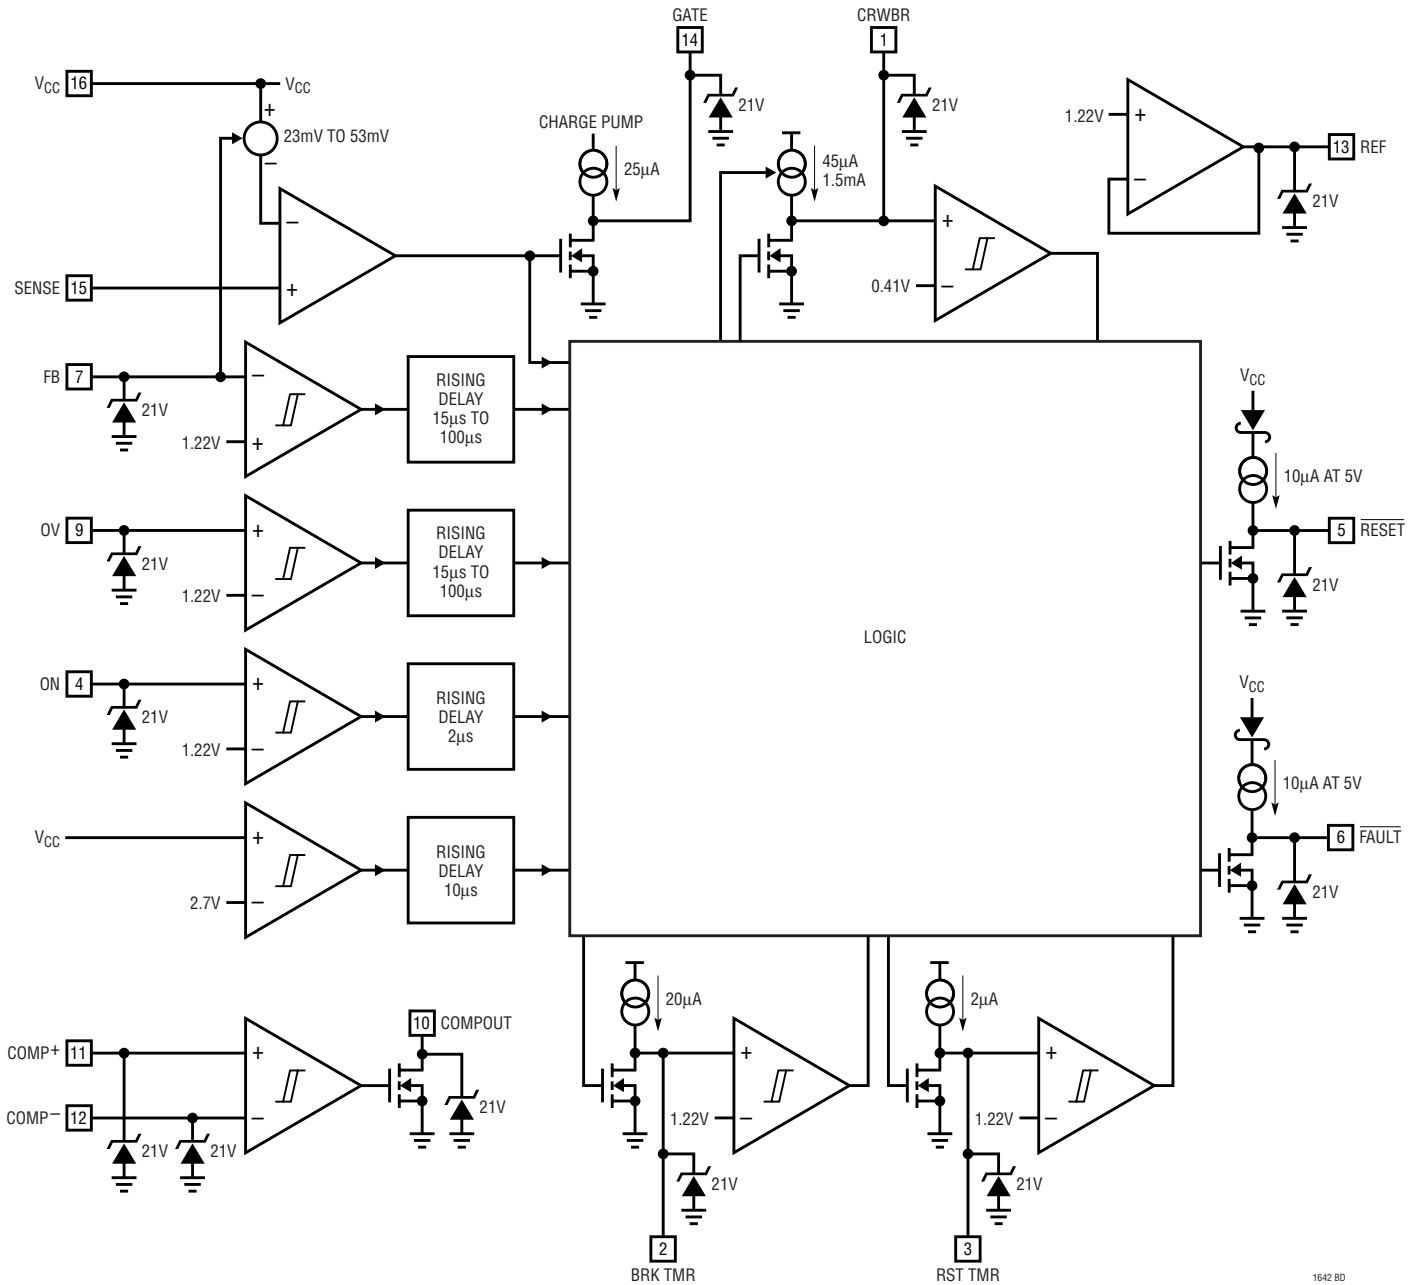 GATE
14
CRWBR
1
VCC 16
VCC
+
23mV TO 53mV
−
21V
21V
CHARGE PUMP
25µA
45µA
1.5mA
1.22V
+
−
13 REF
21V
−
+
SENSE 15
+
0.41V
−
FB 7
21V
−
1.22V
+
RISING
DELAY
15µs TO
100µs
OV 9
21V
+
1.22V
−
RISING
DELAY
15µs TO
100µs
ON 4
21V
+
1.22V
−
RISING
DELAY
2µs
VCC
+
2.7V
−
RISING
DELAY
10µs
LOGIC
VCC
10µA AT 5V
5 RESET
21V
VCC
10µA AT 5V
6 FAULT
21V
COMP+ 11
COMP− 12
+
−
21V
21V
10 COMPOUT
21V
20µA
+
1.22V
−
21V
2
BRK TMR
2µA
+
1.22V
−
21V
3
RST TMR
1642 BD